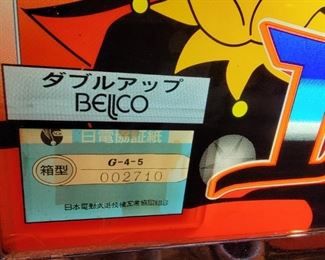 ダブルアップ
BELLCO
日電協証紙
箱型
G-4-5
002710
日本電動式遊技機工業協同組合